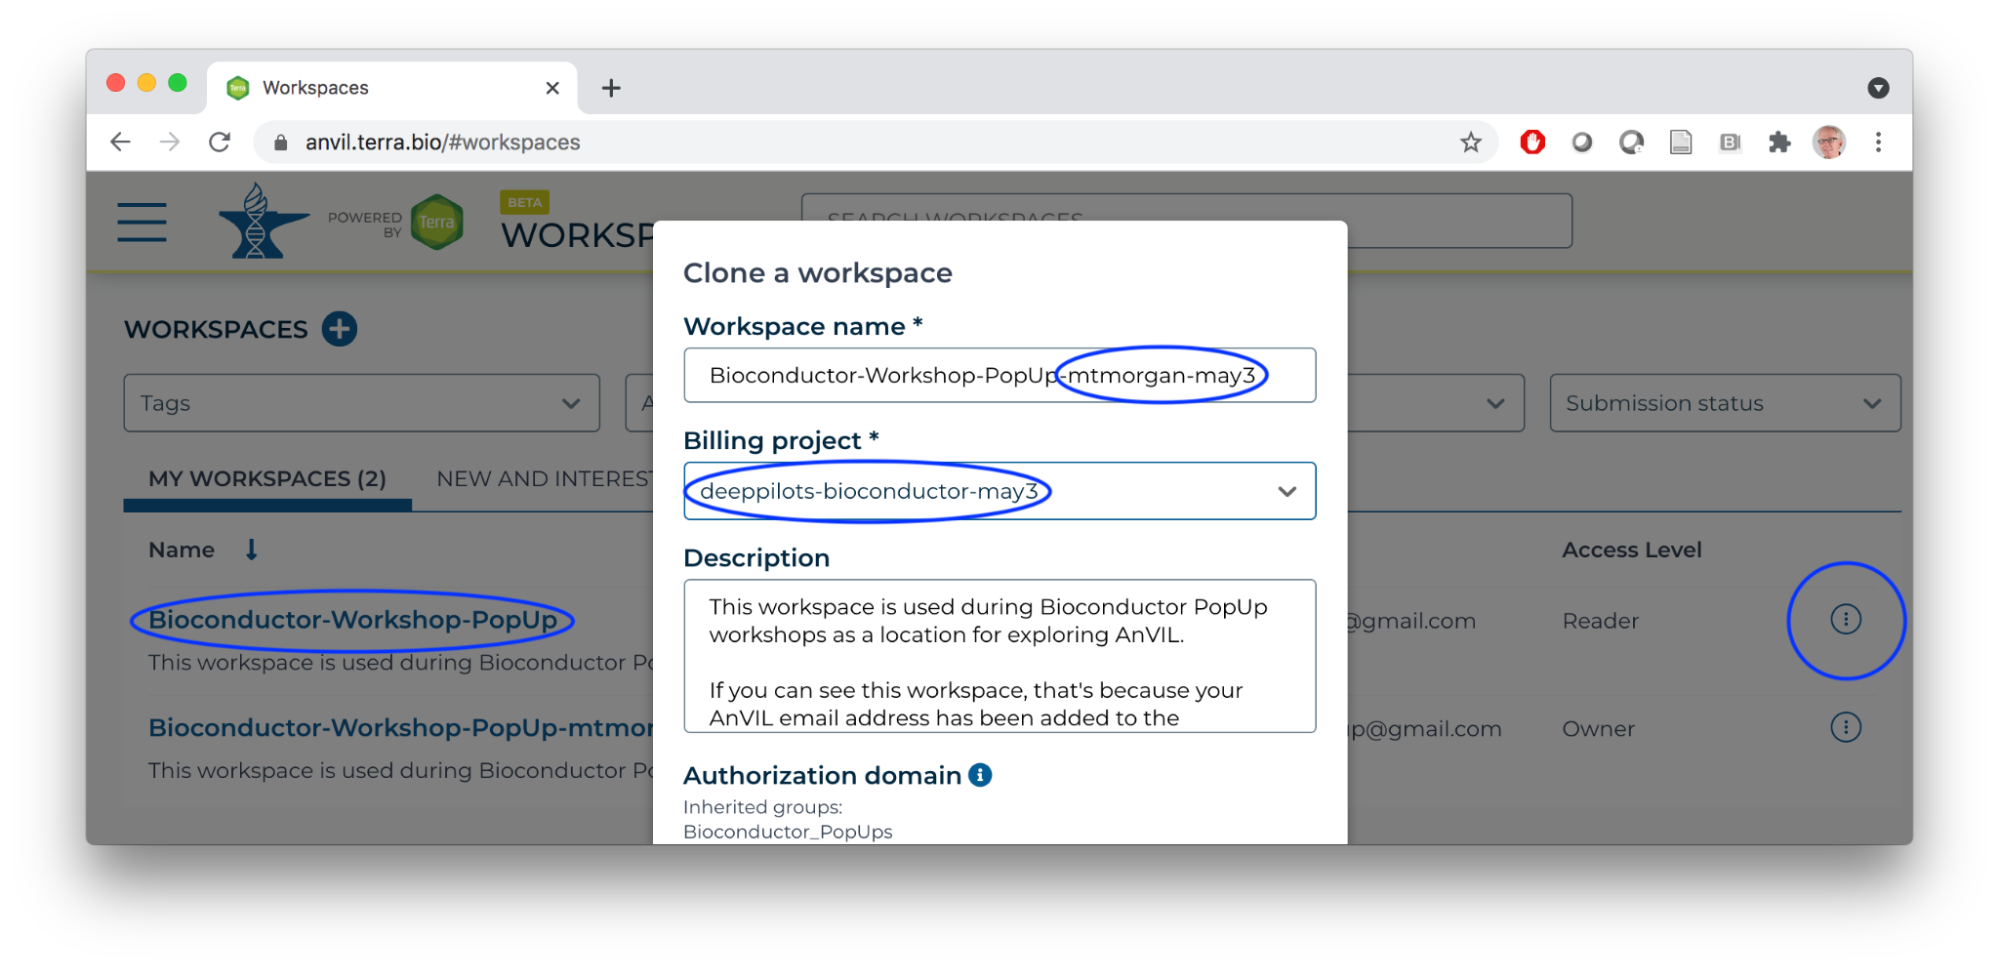 Workspaces
anvil.terra.bio/#workspaces
POWERED
BY
Terra
BETA
SEARCH WORKSPACES
Clone a workspace
Workspace name *
Bioconductor-Workshop-PopUp-mtmorgan-may3
Billing project *
deeppilots-bioconductor-may3
Description
This workspace is used during Bioconductor PopUp
workshops as a location for exploring AnVIL.
If you can see this workspace, that's because your
AnVIL email address has been added to the
Authorization domain
Inherited groups:
Bioconductor_PopUps
WORKSPACES
Tags
Submission status
MY WORKSPACES (2)
NEW AND
Name
Access Level
Bioconductor-Workshop-PopUp
@gmail.com
Reader
This workspace is used during Bioconductor
Bioconductor-Workshop-PopUp-mtmor
p@gmail.com
Owner
This workspace is used during Bioconductor